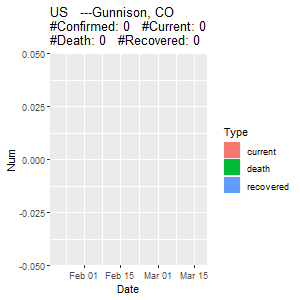 US   ---Gunnison, CO
#Confirmed: 0   #Current: 0
#Death: 0   #Recovered: 0
0.050
0.025
0.000
-0.025
-0.050
Num
Feb 01
Feb 15
Mar 01
Mar 15
Date
Type
current
death
recovered